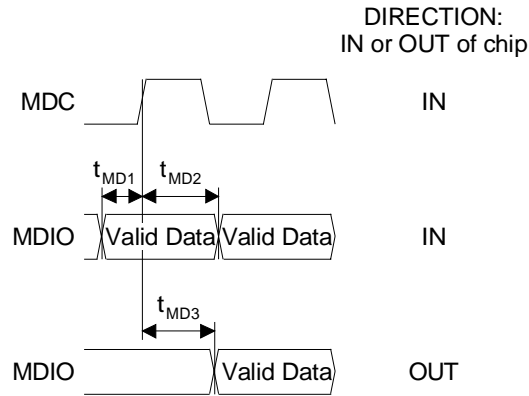 DIRECTION:
IN or OUT of chip
MDC IN
tMD1 tMD2
MDIO Valid Data Valid Data IN
tMD3
MDIO Valid Data OUT